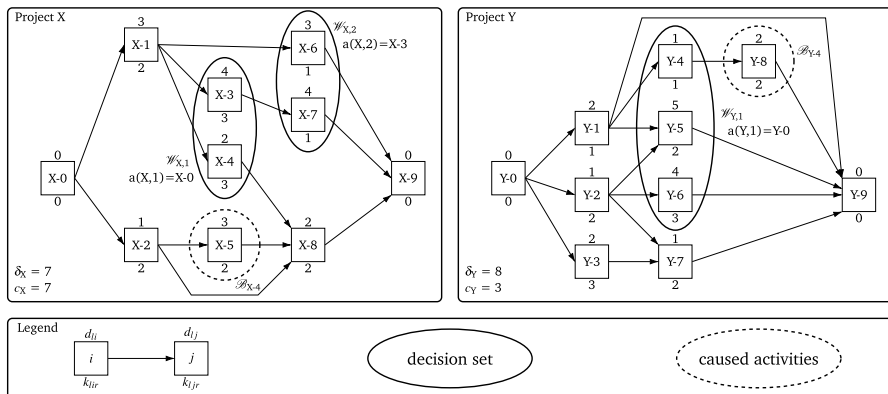 Project X
3
X-1
2
4
X-3
3
2
X-4
3
𝒲X,1
a(X,1)=X-0
3
X-6
1
4
X-7
1
𝒲X,2
a(X,2)=X-3
0
X-0
0
0
X-9
0
1
X-2
2
3
X-5
2
ℬX-4
2
X-8
2
δX = 7
cX = 7
Project Y
1
Y-4
1
2
Y-8
2
ℬY-4
2
Y-1
1
5
Y-5
2
𝒲Y,1
a(Y,1)=Y-0
0
Y-0
0
1
Y-2
2
4
Y-6
3
0
Y-9
0
2
Y-3
3
1
Y-7
2
δY = 8
cY = 3
Legend
dli
i
klir
dlj
j
kljr
decision set
caused activities